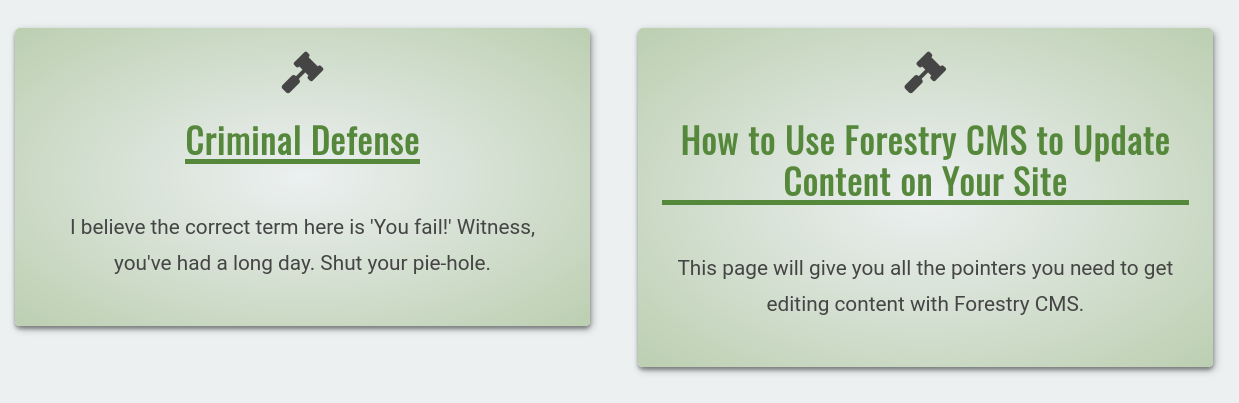 Criminal Defense
I believe the correct term here is 'You fail!' Witness,
you've had a long day. Shut your pie-hole.
How to Use Forestry CMS to Update
Content on Your Site
This page will give you all the pointers you need to get
editing content with Forestry CMS.